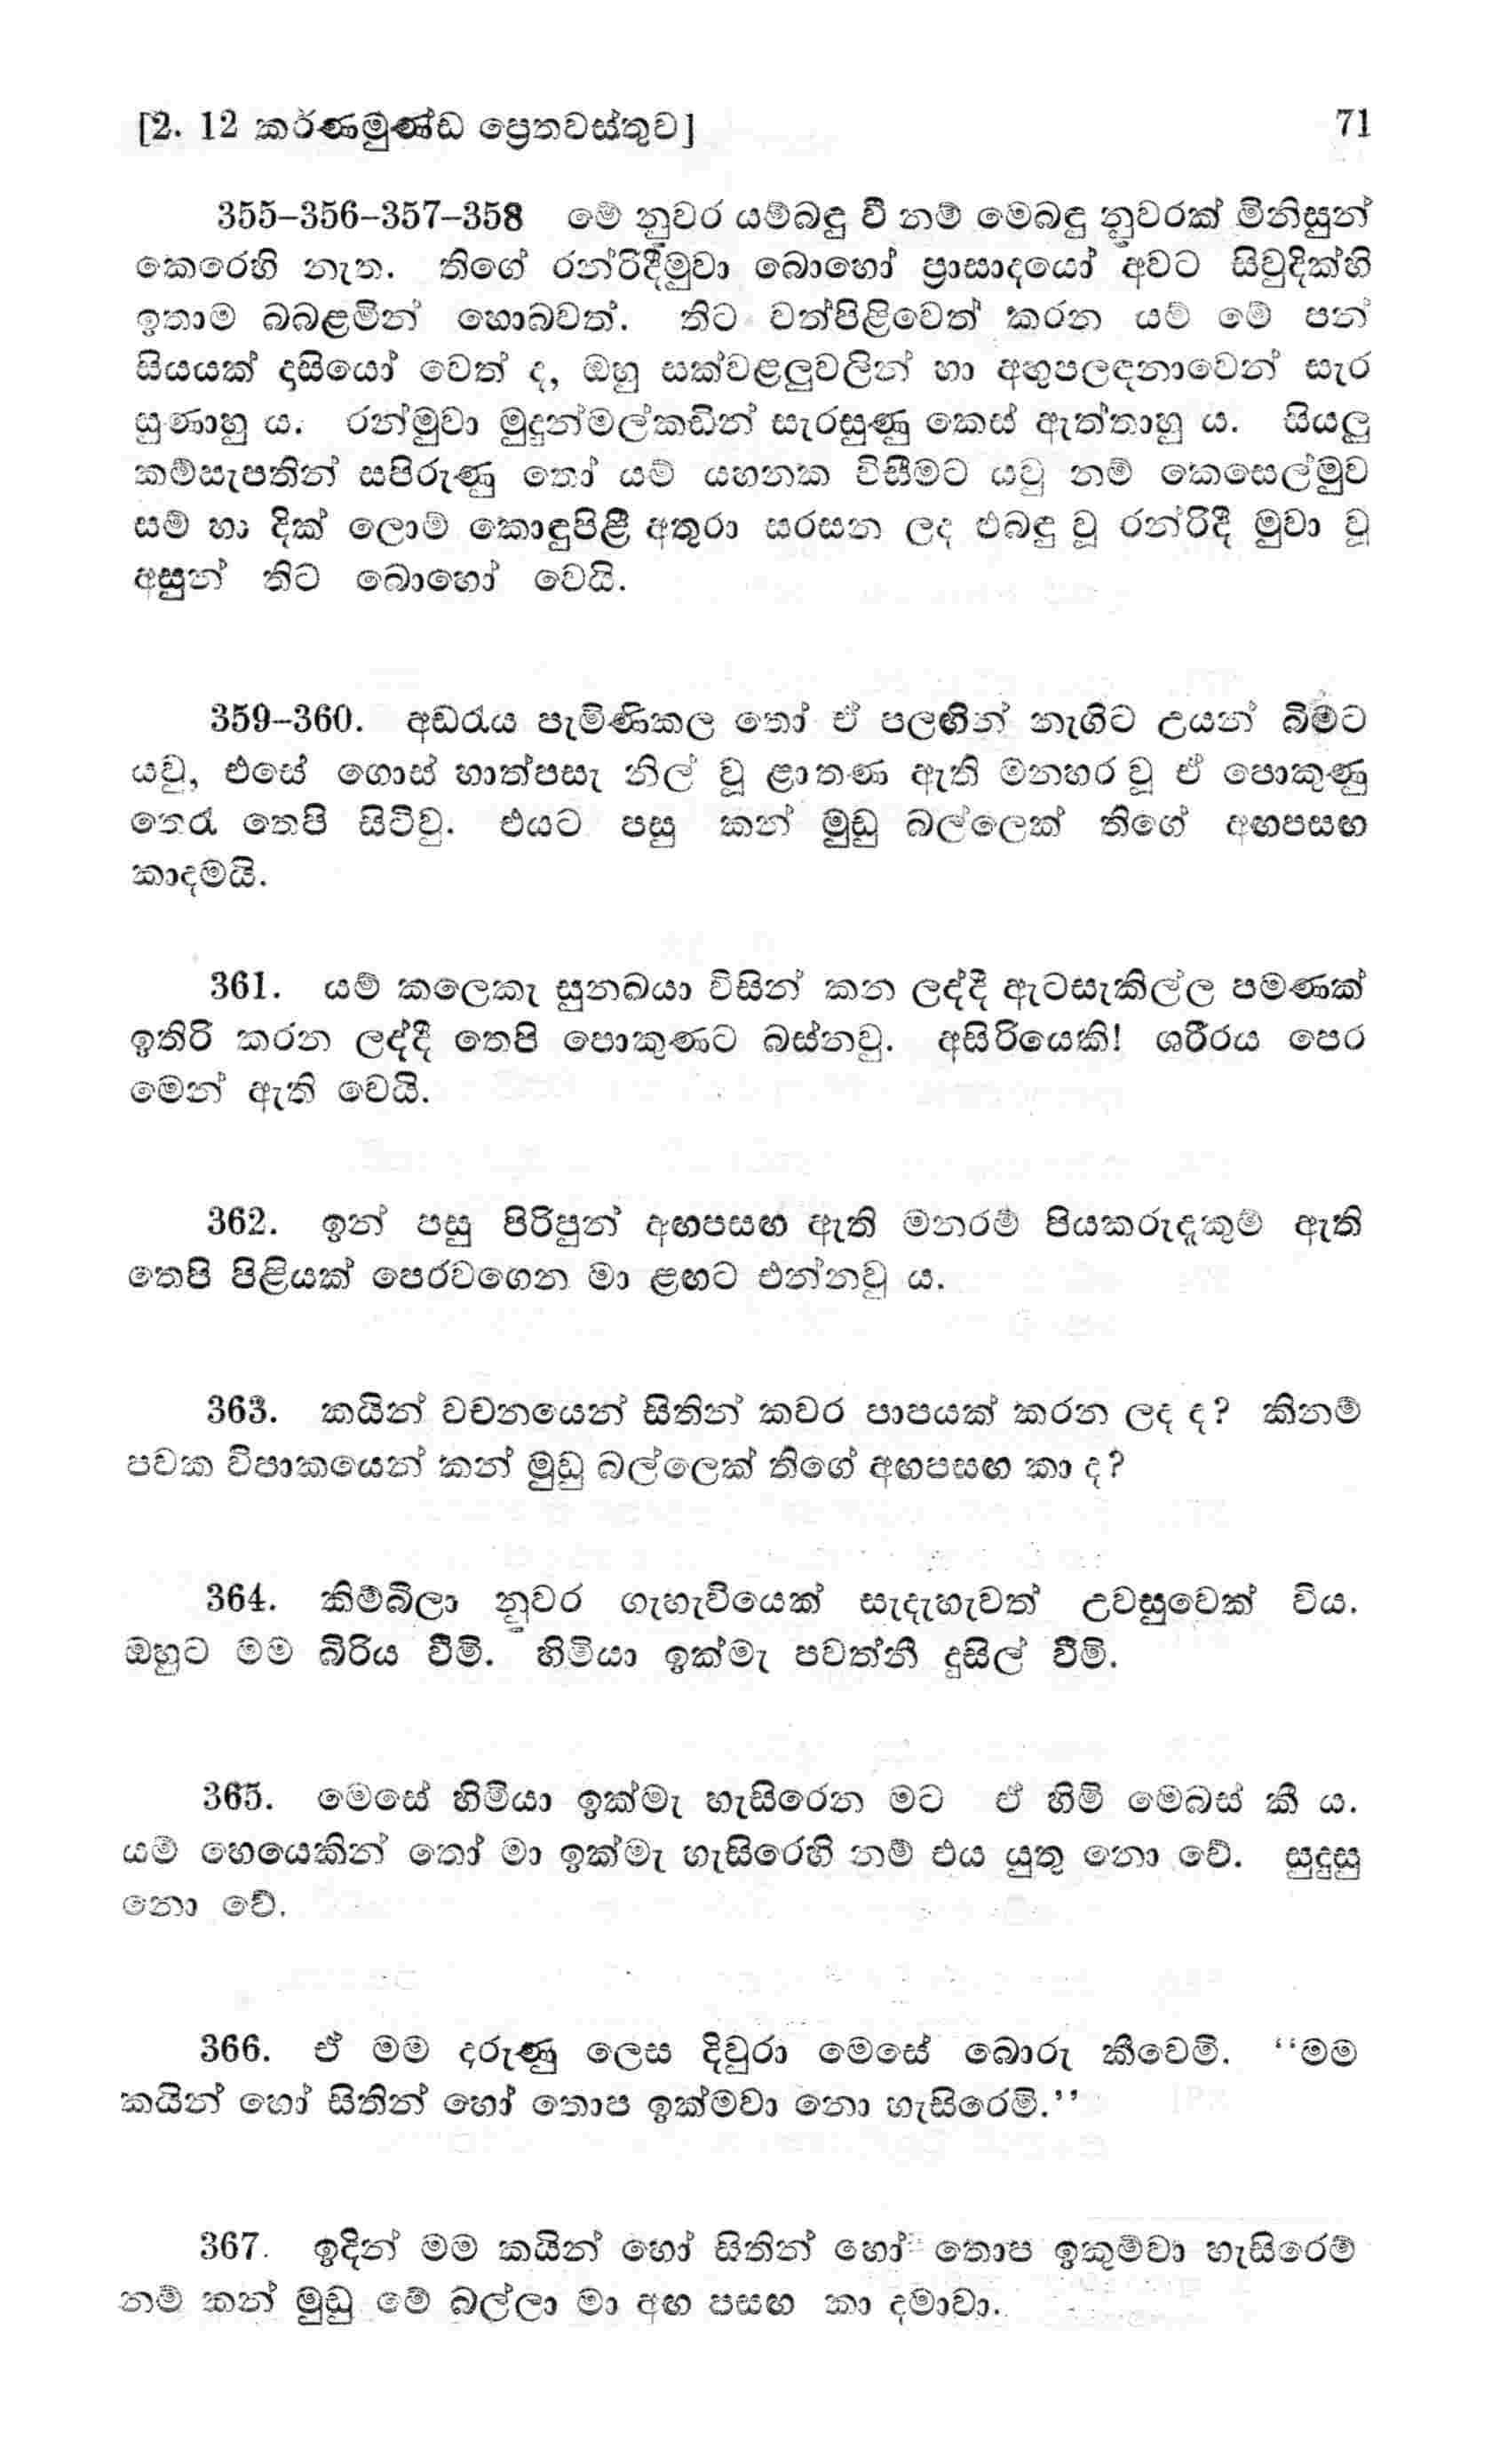 [2. 12 කර්ණමුණ්ඩ ප්‍රෙතවස්තුව] 71
355–356–357–358 මේ නුවර යම්බඳු වී නම් මෙබඳු නුවරක් මිනිසුන්
කෙරෙහි නැත. තිගේ රන්රිදීමුවා බොහෝ ප්‍රාසාදයෝ අවට සිවුදික්හි
ඉතාම බබළමින් හොබවත්. තිට වත්පිළිවෙත් කරන යම් මේ පන්
සියයක් දාසියෝ වෙත් ද, ඔහු සක්වළලුවලින් හා අඟුපලඳනාවෙන් සැර
සුණාහු ය. රන්මුවා මුදුන්මල්කඩින් සැරසුණු කෙස් ඇත්තාහු ය. සියලු
කම්සැපතින් සපිරුණු තෝ යම් යහනක විසීමට යවු නම් කෙසෙල්මුව
සම් හා දික් ලොම් කොඳුපිළී අතුරා සරසන ලද එබඳු වූ රන්රිදී මුවා වූ
අසුන් තිට බොහෝ වෙයි.
359–360. අඩරැය පැමිණිකල තෝ ඒ පලඟින් නැගිට උයන් බිමට
යවු, එසේ ගොස් හාත්පසැ නිල් වූ ළාතණ ඇති මනහර වූ ඒ පොකුණු
තෙරැ තෙපි සිටිවු. එයට පසු කන් මුඩු බල්ලෙක් තිගේ අඟපසඟ
කාදමයි.
361. යම් කලෙකැ සුනඛයා විසින් කන ලද්දී ඇටසැකිල්ල පමණක්
ඉතිරි කරන ලද්දී තෙපි පොකුණට බස්නවු. අසිරියෙකි! ශරීරය පෙර
මෙන් ඇති වෙයි.
362. ඉන් පසු පිරිපුන් අඟපසඟ ඇති මනරම් පියකරුදැකුම් ඇති
තෙපි පිළියක් පෙරවගෙන මා ළඟට එන්නවු ය.
363. කයින් වචනයෙන් සිතින් කවර පාපයක් කරන ලද ද? කිනම්
පවක විපාකයෙන් කන් මුඩු බල්ලෙක් තිගේ අඟපසඟ කා ද?
364. කිම්බිලා නුවර ගැහැවියෙක් සැදැහැවත් උවසුවෙක් විය.
ඔහුට මම බිරිය වීමි. හිමියා ඉක්මැ පවත්නී දුසිල් වීමි.
365. මෙසේ හිමියා ඉක්මැ හැසිරෙන මට ඒ හිමි මෙබස් කී ය.
යම් හෙයෙකින් තෝ මා ඉක්මැ හැසිරෙහි නම් එය යුතු නො වේ. සුදුසු
නො වේ.
366. ඒ මම දරුණු ලෙස දිවුරා මෙසේ බොරු කීවෙමි. ‘‘මම
කයින් හෝ සිතින් හෝ තොප ඉක්මවා නො හැසිරෙමි.’’
367. ඉදින් මම කයින් හෝ සිතින් හෝ තොප ඉකුම්වා හැසිරෙම්
නම් කන් මුඩු මේ බල්ලා මා අඟ පසඟ කා දමාවා.